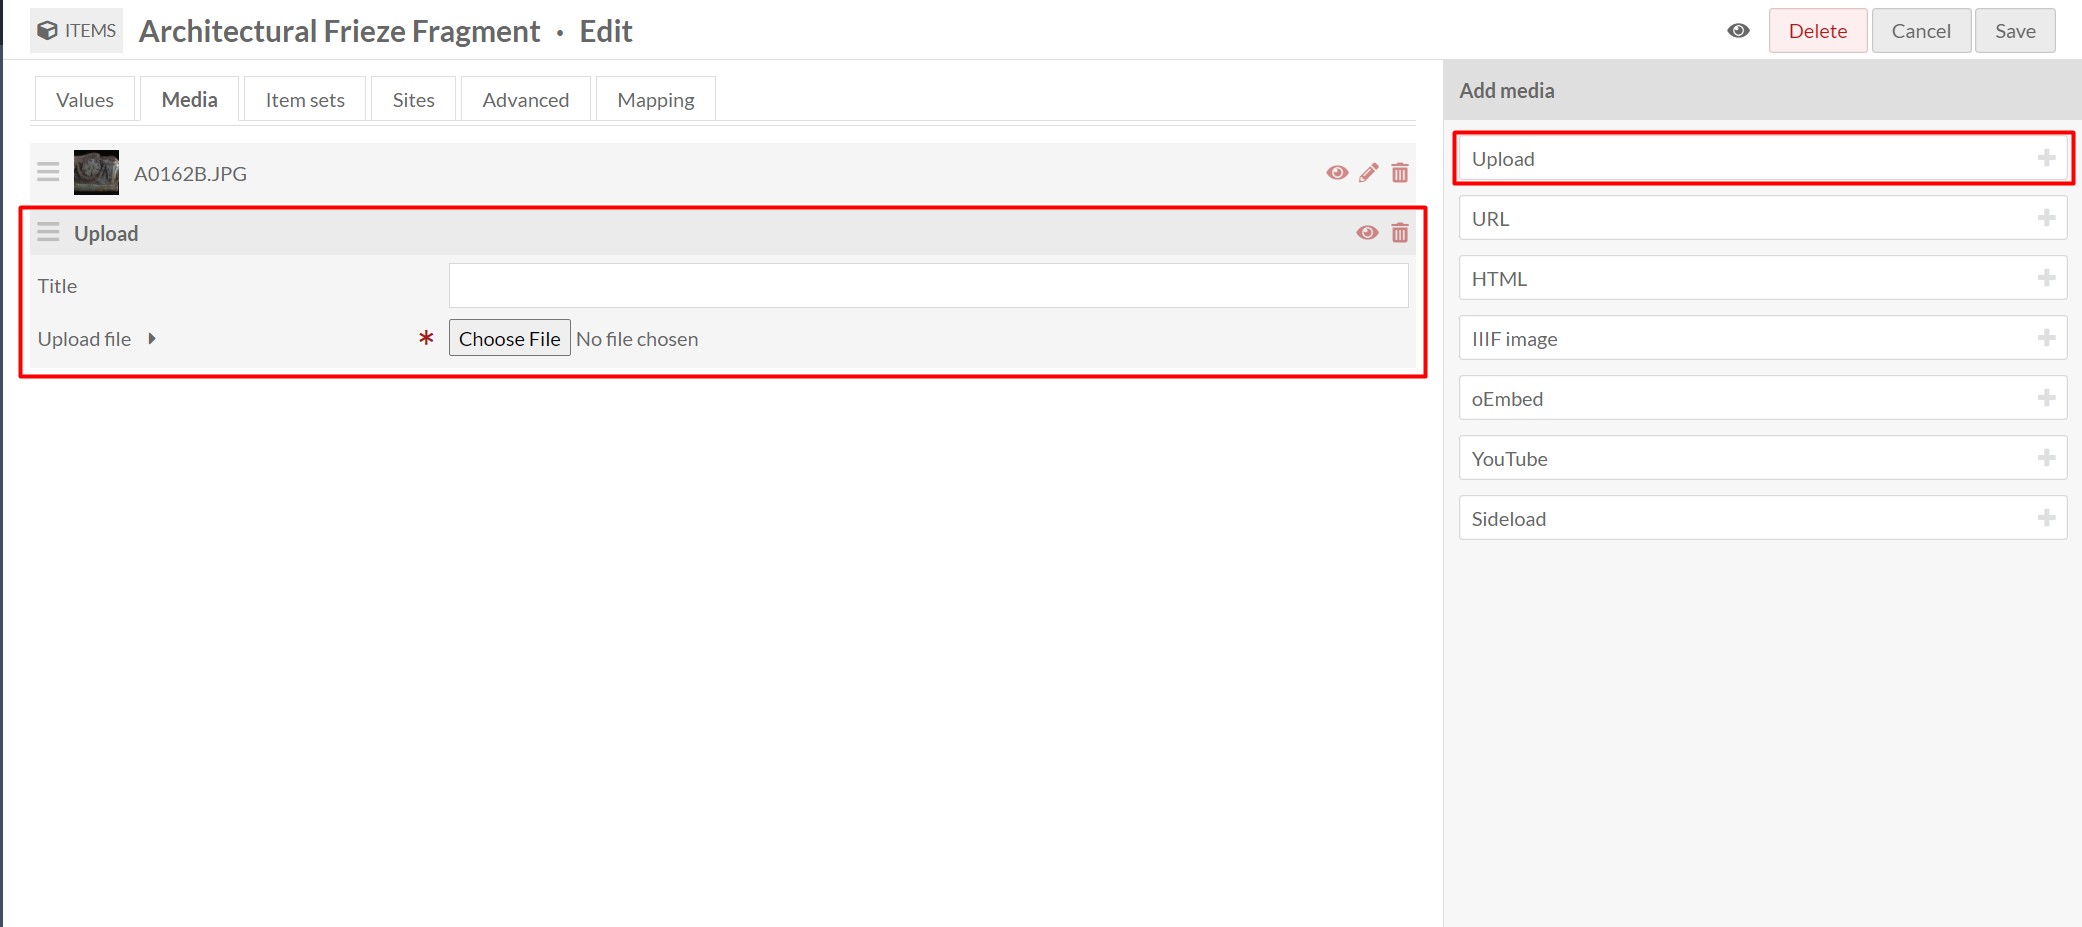 ITEMS Architectural Frieze Fragment · Edit Delete Cancel Save
Values Media Item sets Sites Advanced Mapping
A0162B.JPG
Upload
Title
Upload file * Choose File No file chosen
Add media
Upload
URL
HTML
IIIF image
oEmbed
YouTube
Sideload